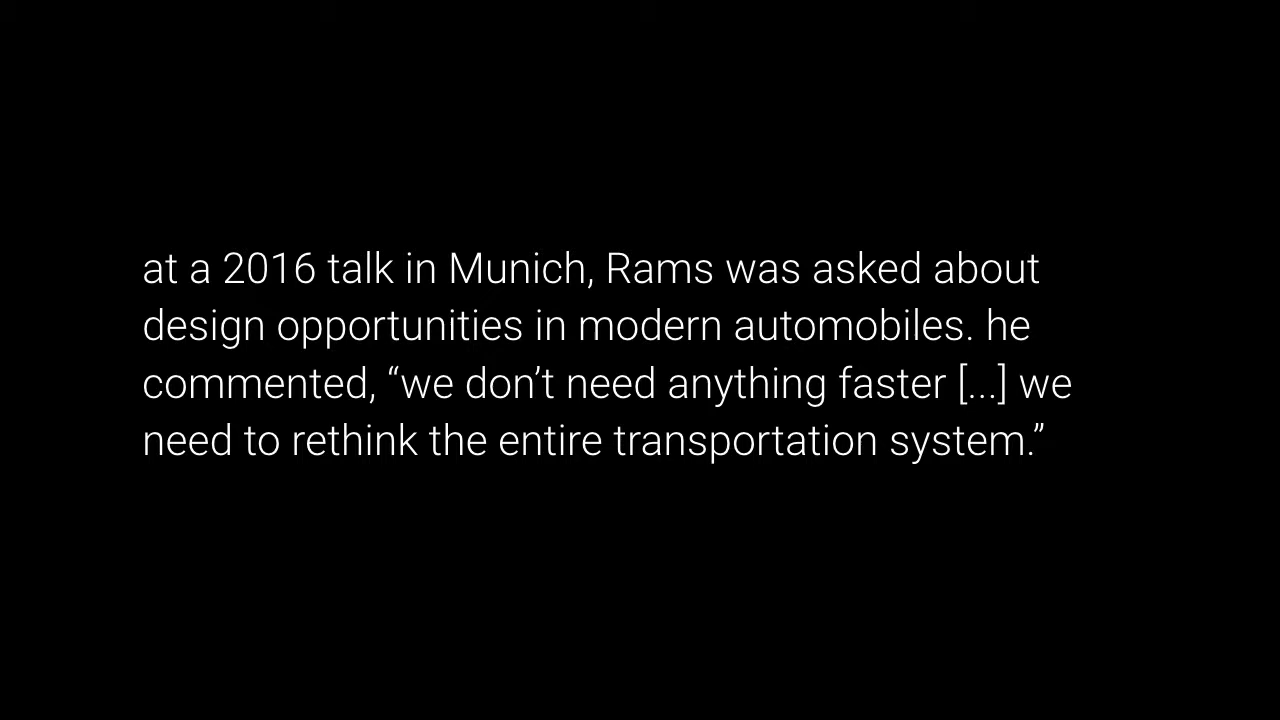 at a 2016 talk in Munich, Rams was asked about
design opportunities in modern automobiles. he
commented, “we don’t need anything faster [...] we
need to rethink the entire transportation system.”